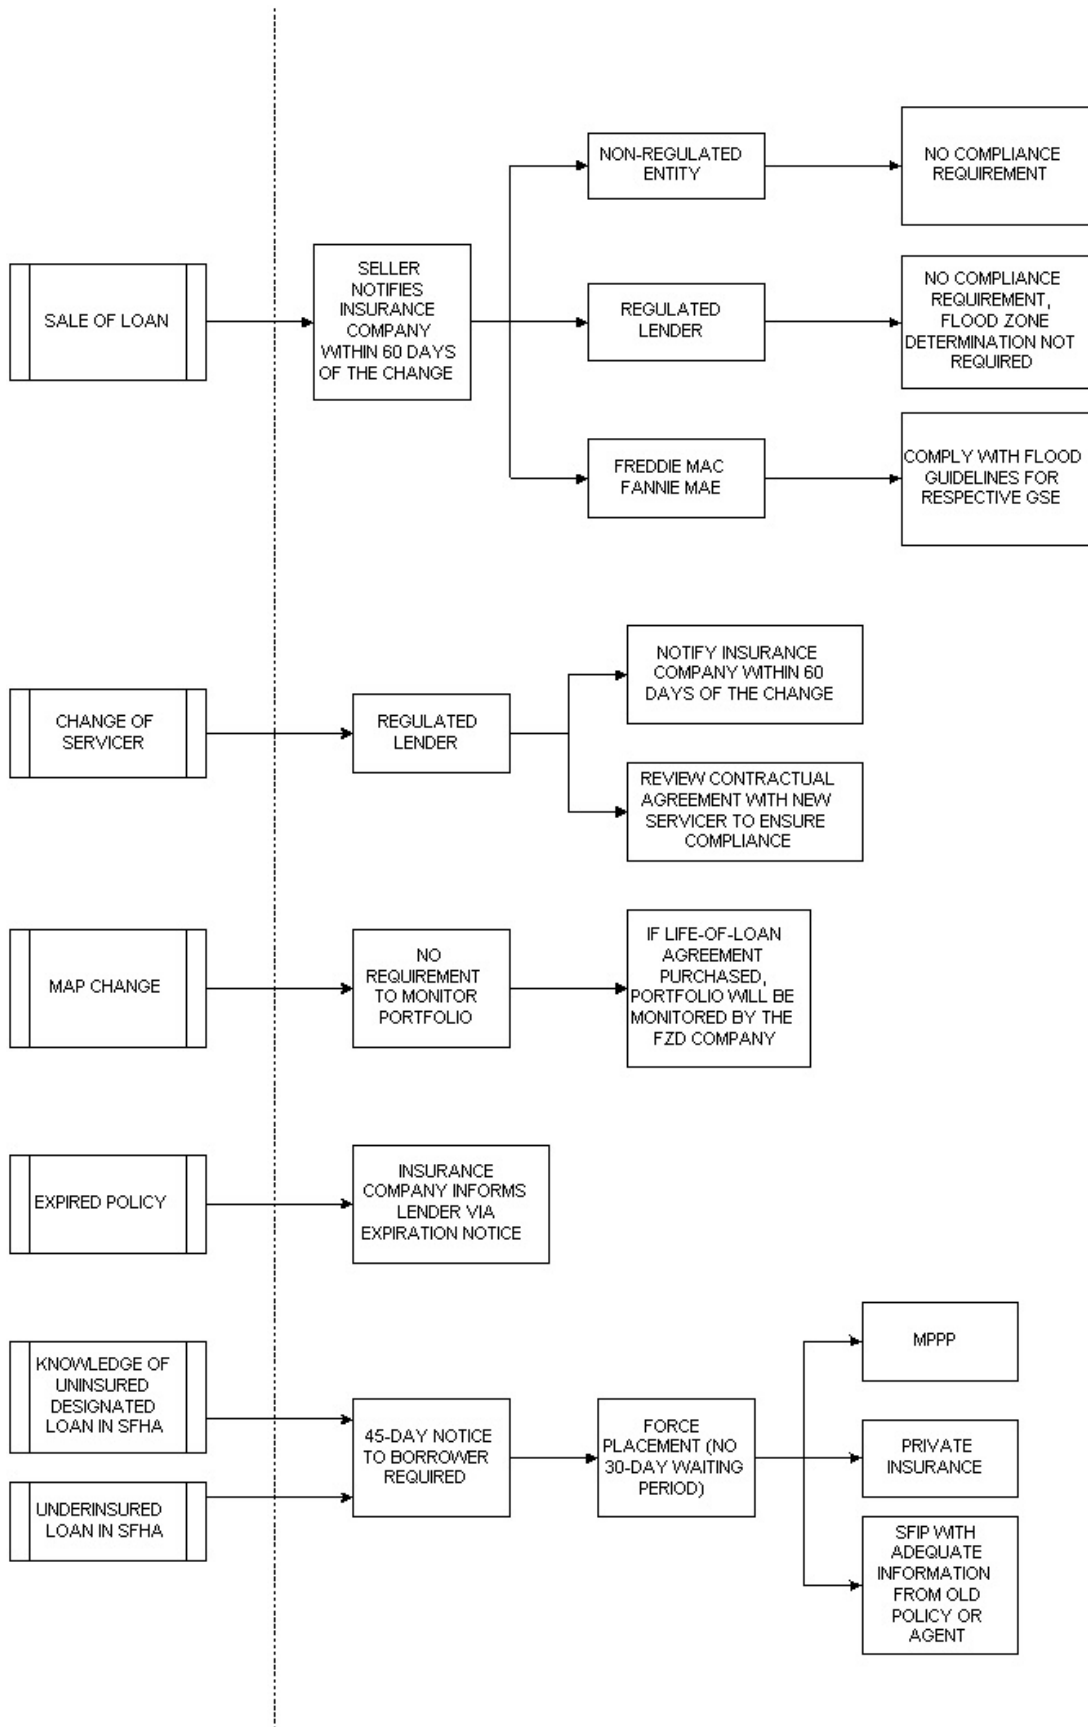 NON-REGULATED
ENTITY
NO COMPLIANCE
REQUIREMENT
SALE OF LOAN
SELLER
NOTIFIES
INSURANCE
COMPANY
WITHIN 60 DAYS
OF THE CHANGE
REGULATED
LENDER
NO COMPLIANCE
REQUIREMENT,
FLOOD ZONE
DETERMINATION NOT
REQUIRED
FREDDIE MAC
FANNIE MAE
COMPLY WITH FLOOD
GUIDELINES FOR
RESPECTIVE GSE
CHANGE OF
SERVICER
REGULATED
LENDER
NOTIFY INSURANCE
COMPANY WITHIN 60
DAYS OF THE CHANGE
REVIEW CONTRACTUAL
AGREEMENT WITH NEW
SERVICER TO ENSURE
COMPLIANCE
MAP CHANGE
NO
REQUIREMENT
TO MONITOR
PORTFOLIO
IF LIFE-OF-LOAN
AGREEMENT
PURCHASED,
PORTFOLIO WILL BE
MONITORED BY THE
FZD COMPANY
EXPIRED POLICY
INSURANCE
COMPANY INFORMS
LENDER VIA
EXPIRATION NOTICE
KNOWLEDGE OF
UNINSURED
DESIGNATED
LOAN IN SFHA
UNDERINSURED
LOAN IN SFHA
45-DAY NOTICE
TO BORROWER
REQUIRED
FORCE
PLACEMENT (NO
30-DAY WAITING
PERIOD)
MPPP
PRIVATE
INSURANCE
SFIP WITH
ADEQUATE
INFORMATION
FROM OLD
POLICY OR
AGENT